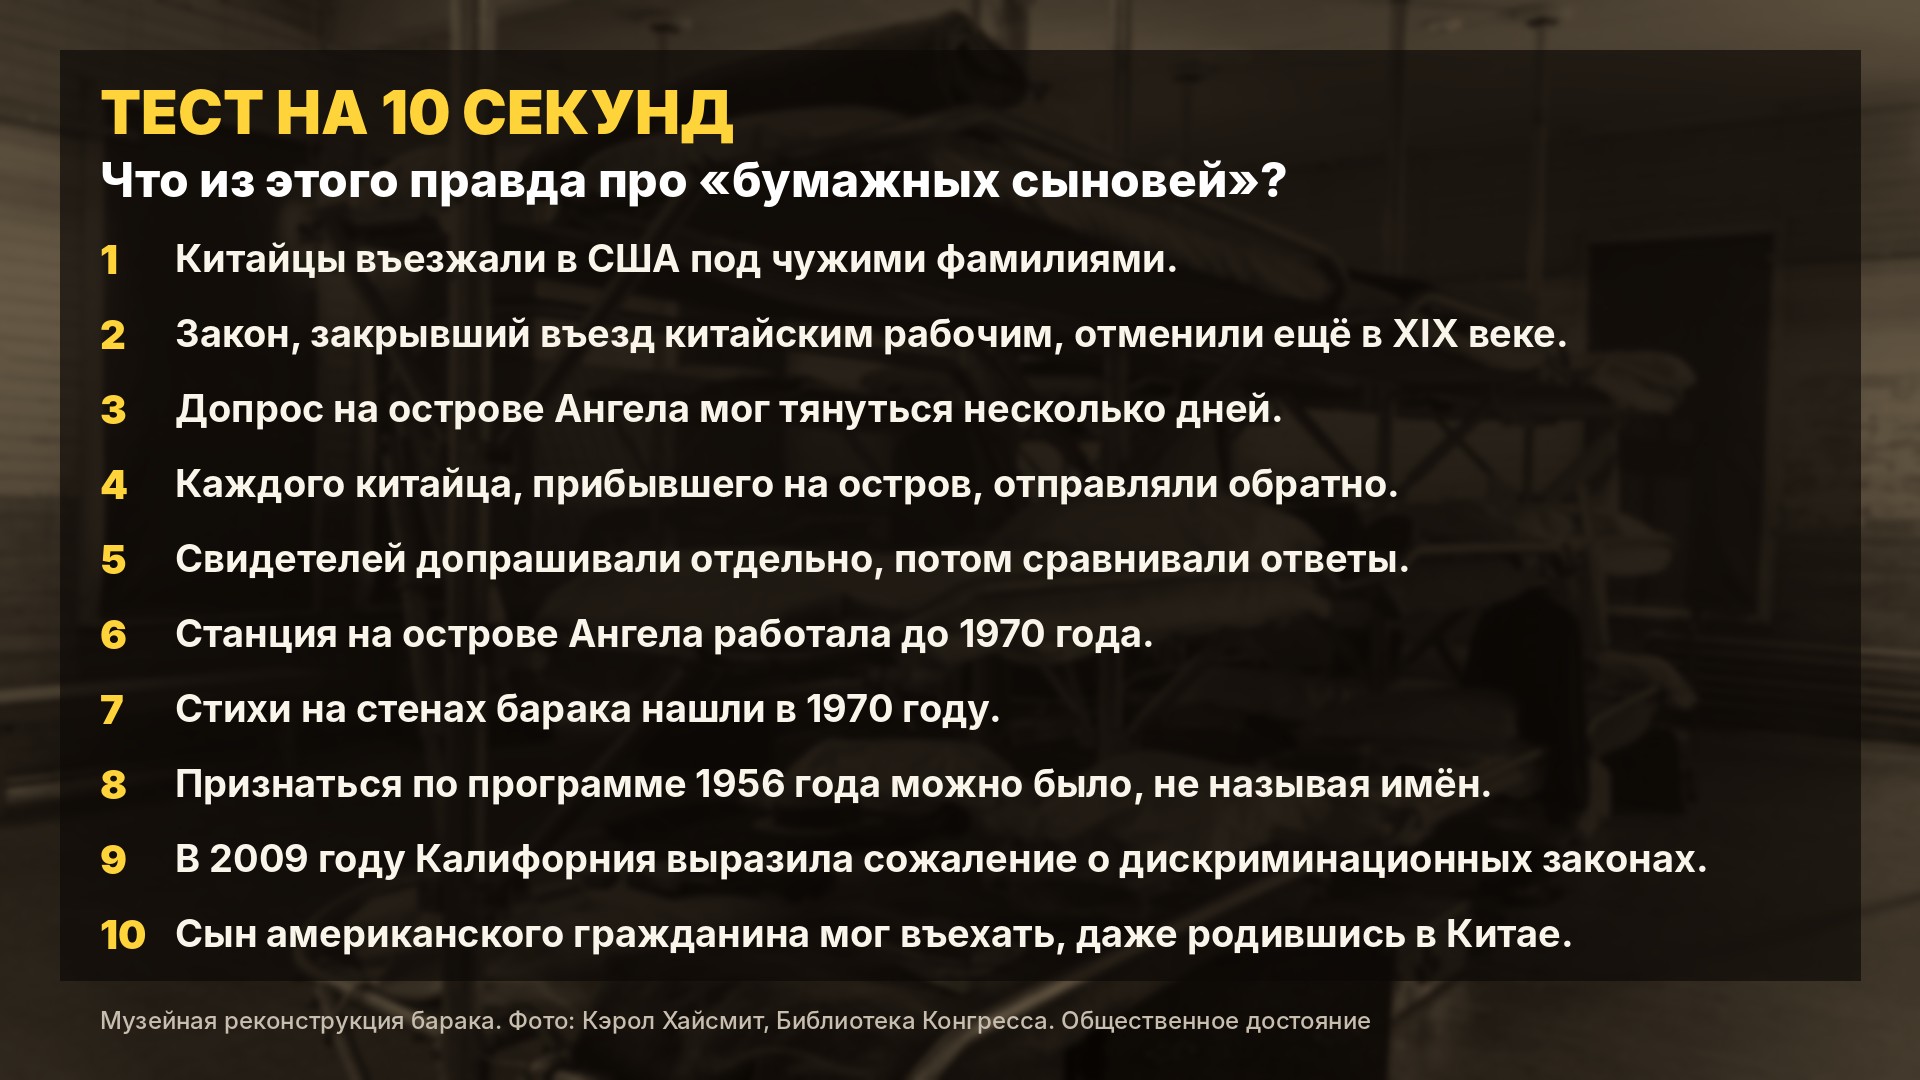 ТЕСТ НА 10 СЕКУНД
Что из этого правда про «бумажных сыновей»?
1 Китайцы въезжали в США под чужими фамилиями.
2 Закон, закрывший въезд китайским рабочим, отменили ещё в XIX веке.
3 Допрос на острове Ангела мог тянуться несколько дней.
4 Каждого китайца, прибывшего на остров, отправляли обратно.
5 Свидетелей допрашивали отдельно, потом сравнивали ответы.
6 Станция на острове Ангела работала до 1970 года.
7 Стихи на стенах барака нашли в 1970 году.
8 Признаться по программе 1956 года можно было, не называя имён.
9 В 2009 году Калифорния выразила сожаление о дискриминационных законах.
10 Сын американского гражданина мог въехать, даже родившись в Китае.
Музейная реконструкция барака. Фото: Кэрол Хайсмит, Библиотека Конгресса. Общественное достояние